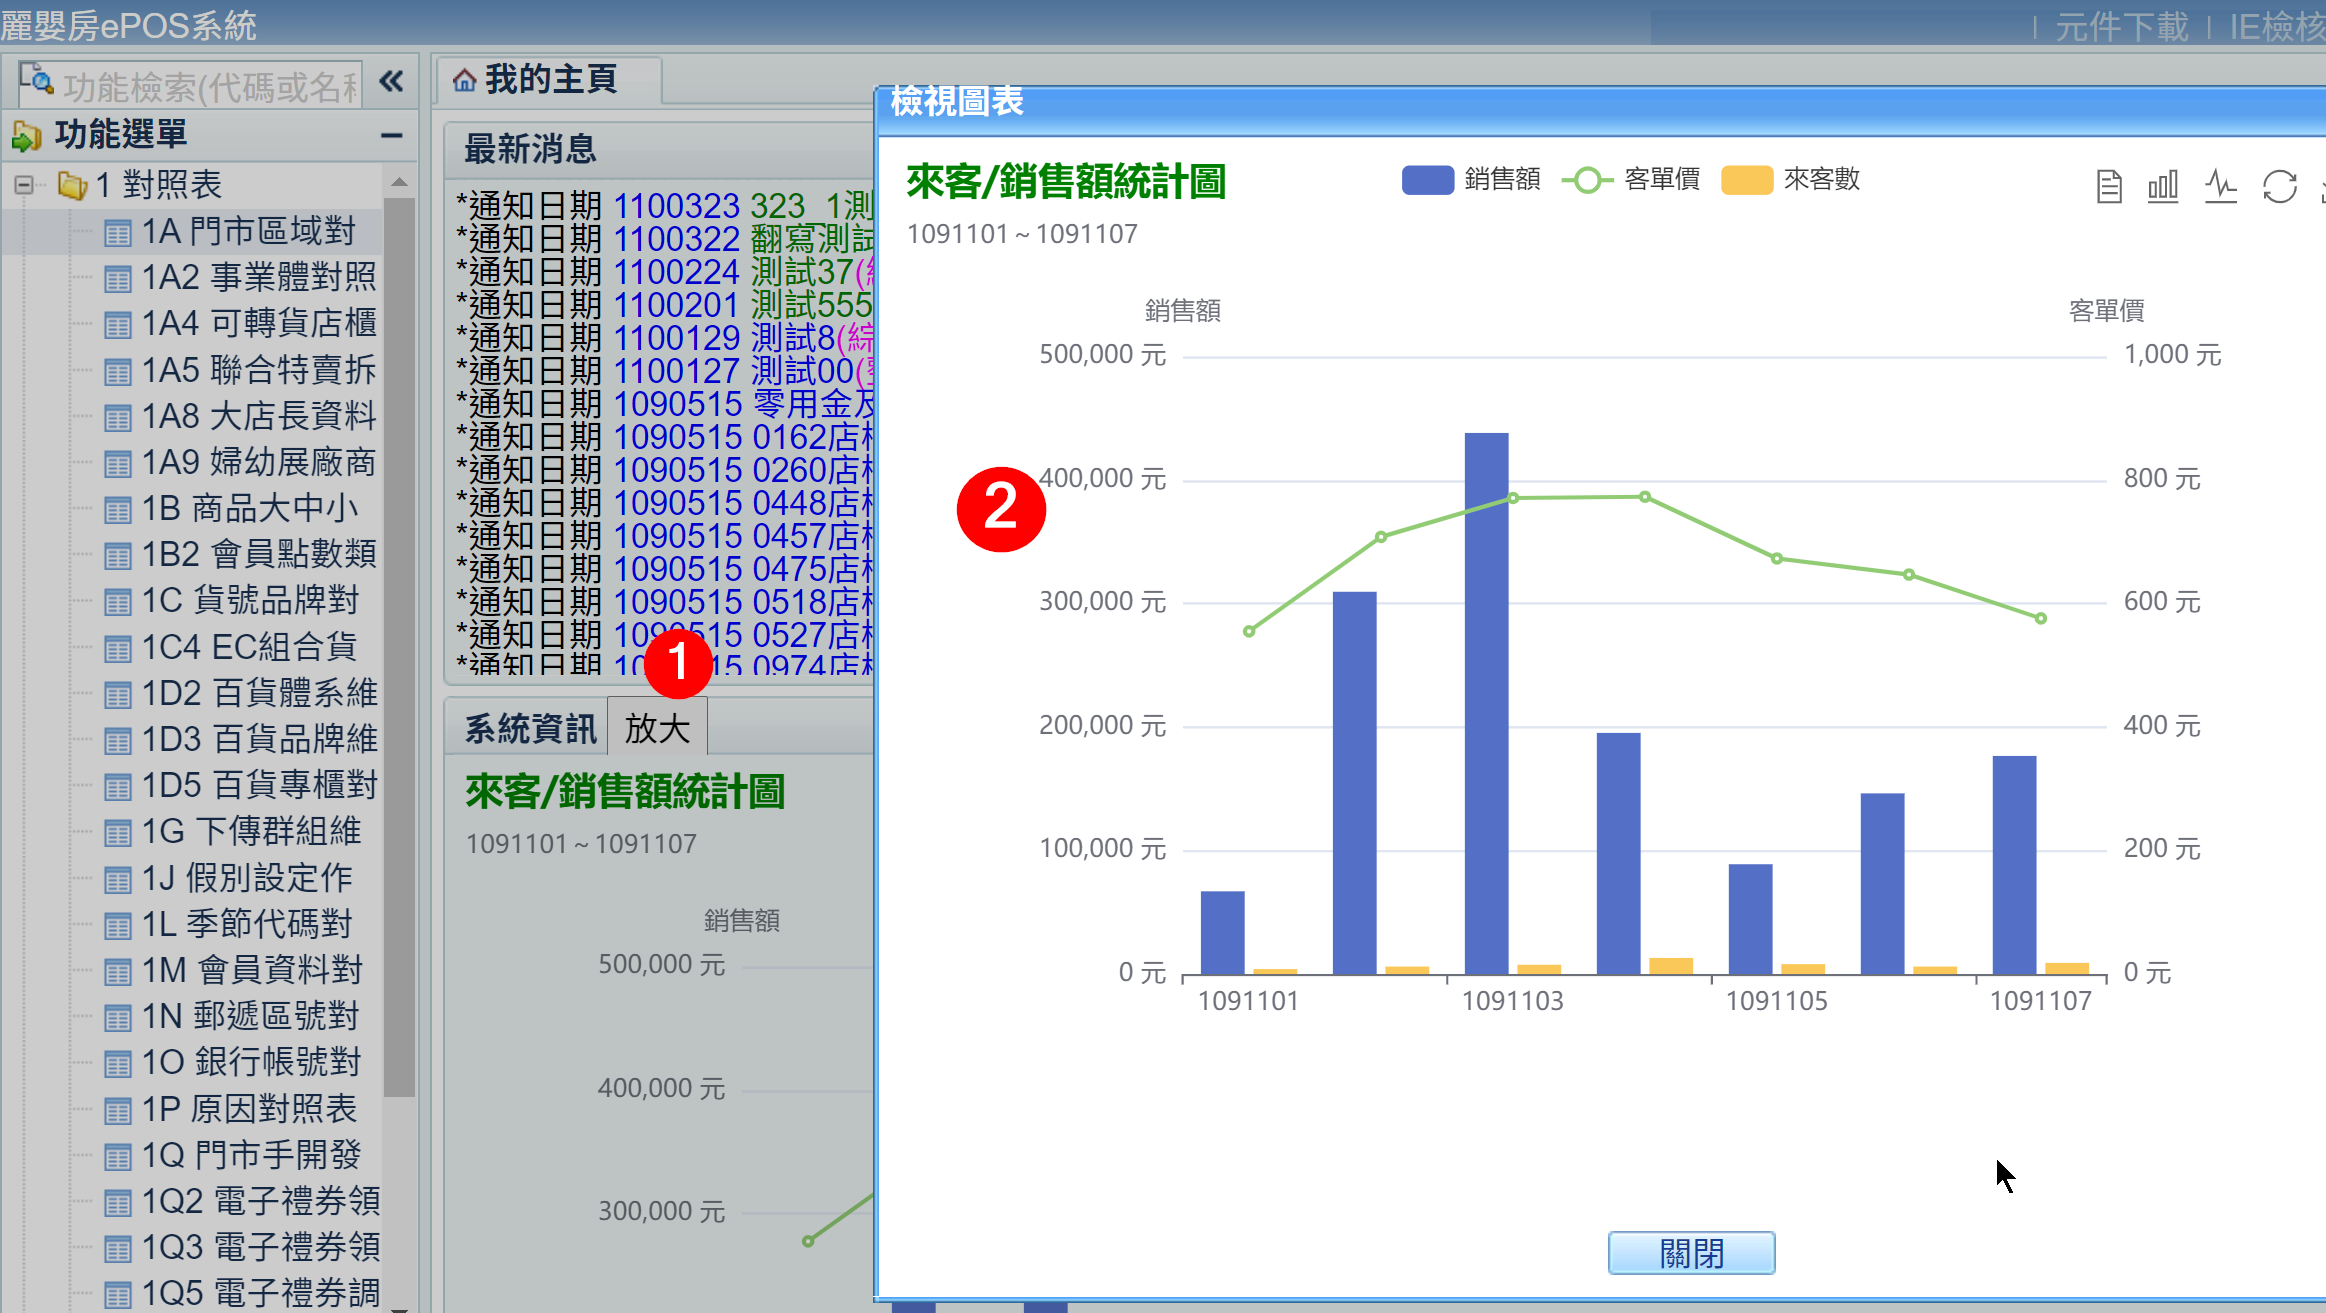 麗嬰房ePOS系統
| 元件下載 | IE檢核
功能檢索(代碼或名稱
功能選單
1 對照表
1A 門市區域對
1A2 事業體對照
1A4 可轉貨店櫃
1A5 聯合特賣拆
1A8 大店長資料
1A9 婦幼展廠商
1B 商品大中小
1B2 會員點數類
1C 貨號品牌對
1C4 EC組合貨
1D2 百貨體系維
1D3 百貨品牌維
1D5 百貨專櫃對
1G 下傳群組維
1J 假別設定作
1L 季節代碼對
1M 會員資料對
1N 郵遞區號對
1O 銀行帳號對
1P 原因對照表
1Q 門市手開發
1Q2 電子禮券領
1Q3 電子禮券領
1Q5 電子禮券調
我的主頁
最新消息
*通知日期 1100323 323_1測
*通知日期 1100322 翻寫測試
*通知日期 1100224 測試37(
*通知日期 1100201 測試555
*通知日期 1100129 測試8(綜
*通知日期 1100127 測試00(
*通知日期 1090515 零用金及
*通知日期 1090515 0162店
*通知日期 1090515 0260店
*通知日期 1090515 0448店
*通知日期 1090515 0457店
*通知日期 1090515 0475店
*通知日期 1090515 0518店
*通知日期 1090515 0527店
*通知日期 1090515 0974店
1
系統資訊 放大
來客/銷售額統計圖
1091101 ~ 1091107
銷售額
500,000 元
400,000 元
300,000 元
檢視圖表
來客/銷售額統計圖
1091101 ~ 1091107
銷售額 客單價 來客數
銷售額 客單價
500,000 元 1,000 元
2
400,000 元 800 元
300,000 元 600 元
200,000 元 400 元
100,000 元 200 元
0 元 0 元
1091101 1091103 1091105 1091107
關閉